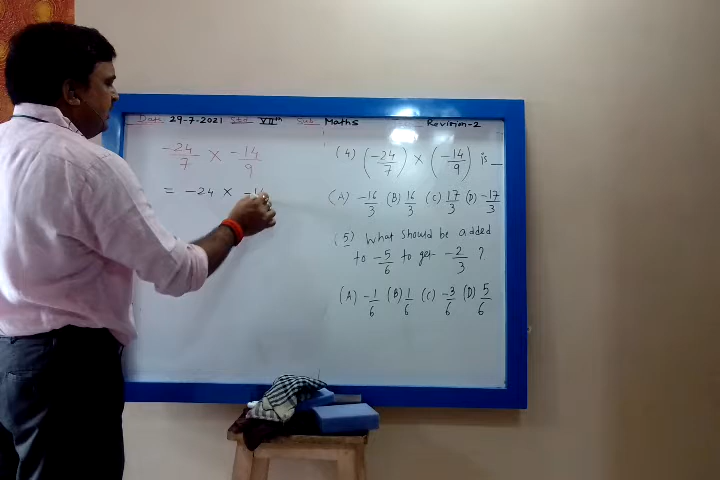 Date 29-7-2021 Std VIIth Sub Maths Revision-2
-24/7 × -14/9
= -24 × -14
(4) (-24/7) × (-14/9) is _
(A) -16/3 (B) 16/3 (C) 17/3 (D) -17/3
(5) What should be added
to -5/6 to get -2/3 ?
(A) -1/6 (B) 1/6 (C) -3/6 (D) 5/6